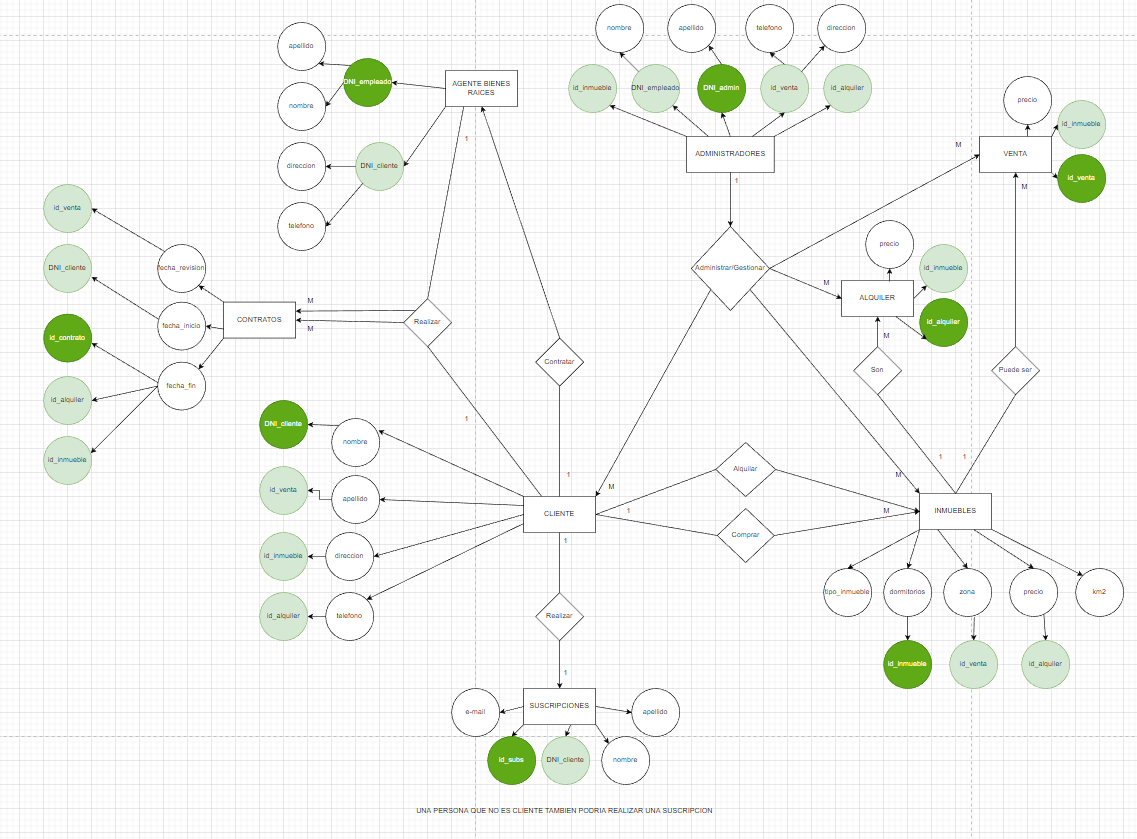 nombre
apellido
telefono
direccion
apellido
DNI_empleado
AGENTE BIENES
RAICES
id_inmueble
DNI_empleado
DNI_admin
id_venta
id_alquiler
nombre
precio
id_inmueble
1
ADMINISTRADORES
M
VENTA
direccion
DNI_cliente
1
id_venta
M
id_venta
telefono
precio
fecha_revision
DNI_cliente
Administrar/Gestionar
id_inmueble
M
ALQUILER
M
CONTRATOS
fecha_inicio
M
Realizar
id_alquiler
id_contrato
M
Contratar
Son
Puede ser
fecha_fin
id_alquiler
DNI_cliente
1
nombre
id_inmueble
1
1
1
M
Alquilar
M
id_venta
apellido
M
CLIENTE
1
M
INMUEBLES
Comprar
1
id_inmueble
direccion
tipo_inmueble
dormitorios
zona
precio
km2
id_alquiler
telefono
Realizar
id_inmueble
id_venta
id_alquiler
1
SUSCRIPCIONES
e-mail
apellido
id_subs
DNI_cliente
nombre
UNA PERSONA QUE NO ES CLIENTE TAMBIEN PODRIA REALIZAR UNA SUSCRIPCION